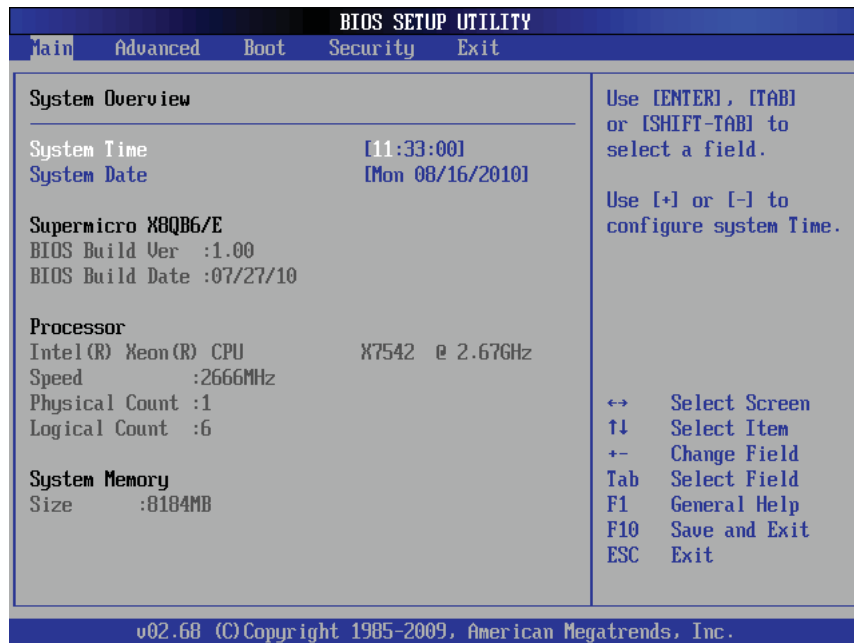 BIOS SETUP UTILITY
Main Advanced Boot Security Exit
System Overview
System Time [11:33:00]
System Date [Mon 08/16/2010]
Supermicro X8QB6/E
BIOS Build Ver :1.00
BIOS Build Date :07/27/10
Processor
Intel(R) Xeon(R) CPU X7542 @ 2.67GHz
Speed :2666MHz
Physical Count :1
Logical Count :6
System Memory
Size :8184MB
Use [ENTER], [TAB]
or [SHIFT-TAB] to
select a field.
Use [+] or [-] to
configure system Time.
↔ Select Screen
↑↓ Select Item
+- Change Field
Tab Select Field
F1 General Help
F10 Save and Exit
ESC Exit
v02.68 (C)Copyright 1985-2009, American Megatrends, Inc.